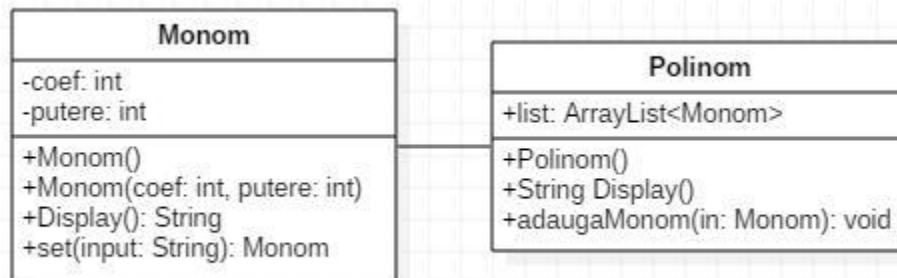 Monom
-coef: int
-putere: int
+Monom()
+Monom(coef: int, putere: int)
+Display(): String
+set(input: String): Monom
Polinom
+list: ArrayList<Monom>
+Polinom()
+String Display()
+adaugaMonom(in: Monom): void